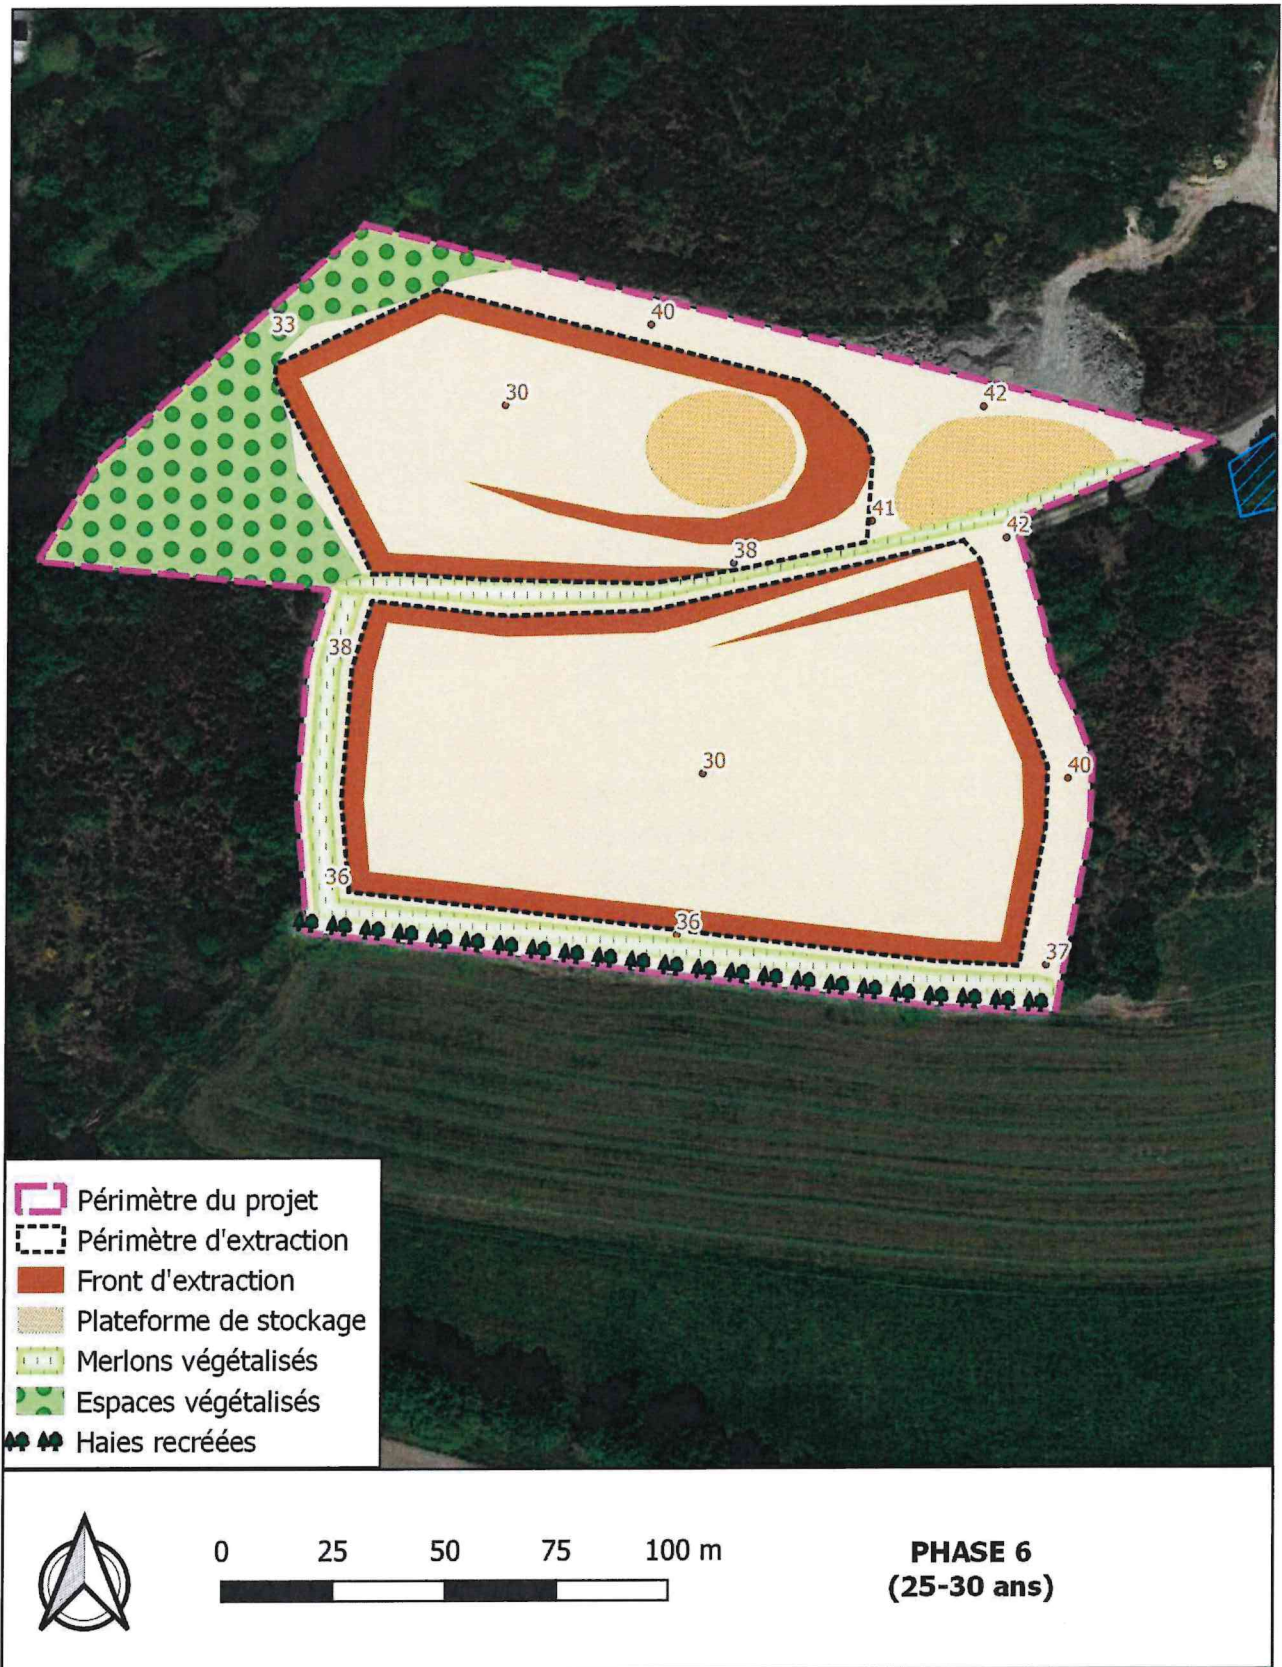 33
40
30
42
41
42
38
38
30
40
36
36
37
Périmètre du projet
Périmètre d'extraction
Front d'extraction
Plateforme de stockage
Merlons végétalisés
Espaces végétalisés
Haies recréées
0 25 50 75 100 m
PHASE 6
(25-30 ans)